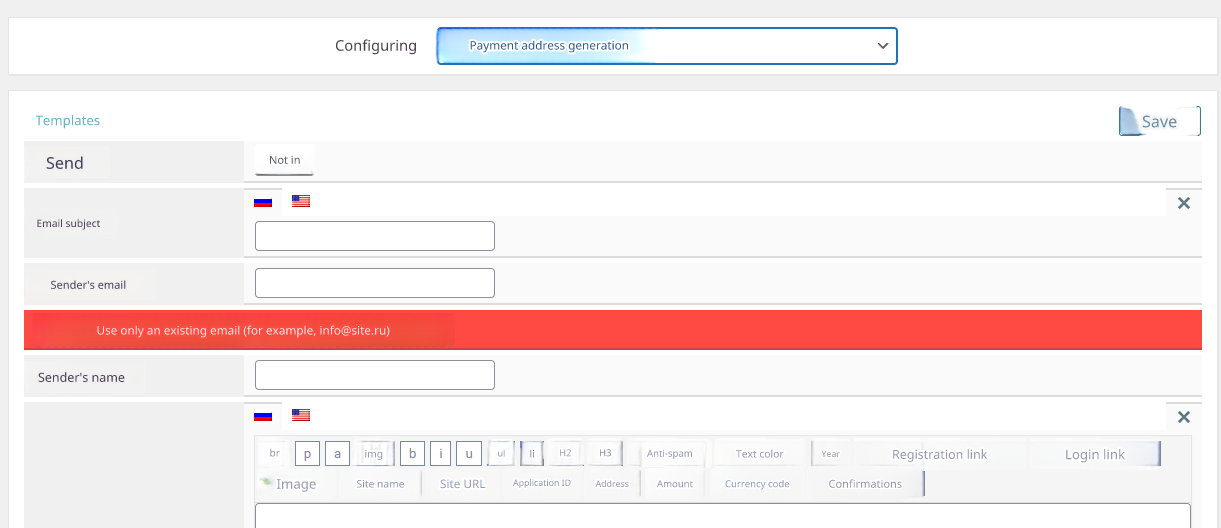 Configuring
Payment address generation
Templates
Save
Send
Not in
Email subject
Sender's email
Use only an existing email (for example, info@site.ru)
Sender's name
br p a img b i u ul li H2 H3 Anti-spam Text color Year Registration link Login link
Image Site name Site URL Application ID Address Amount Currency code Confirmations